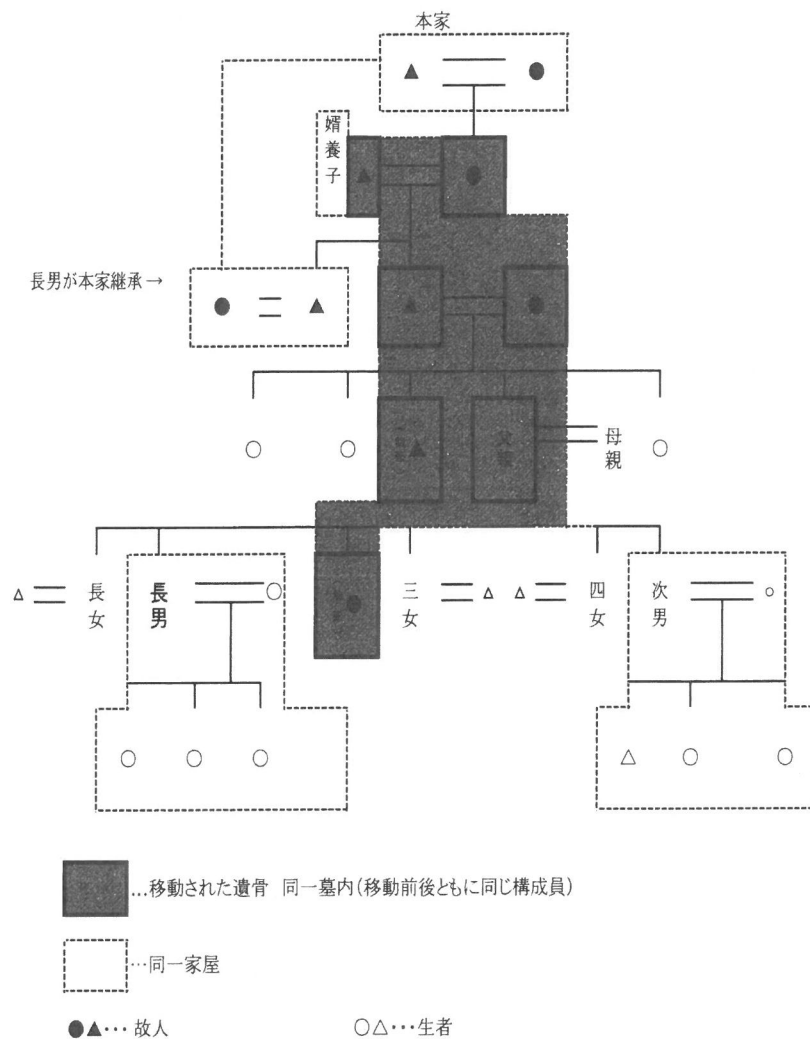 本家
婿養子
長男が本家継承→
父親
母親
長女
長男
三女
四女
次男
…移動された遺骨 同一墓内(移動前後ともに同じ構成員)
…同一家屋
●▲…故人
○△…生者